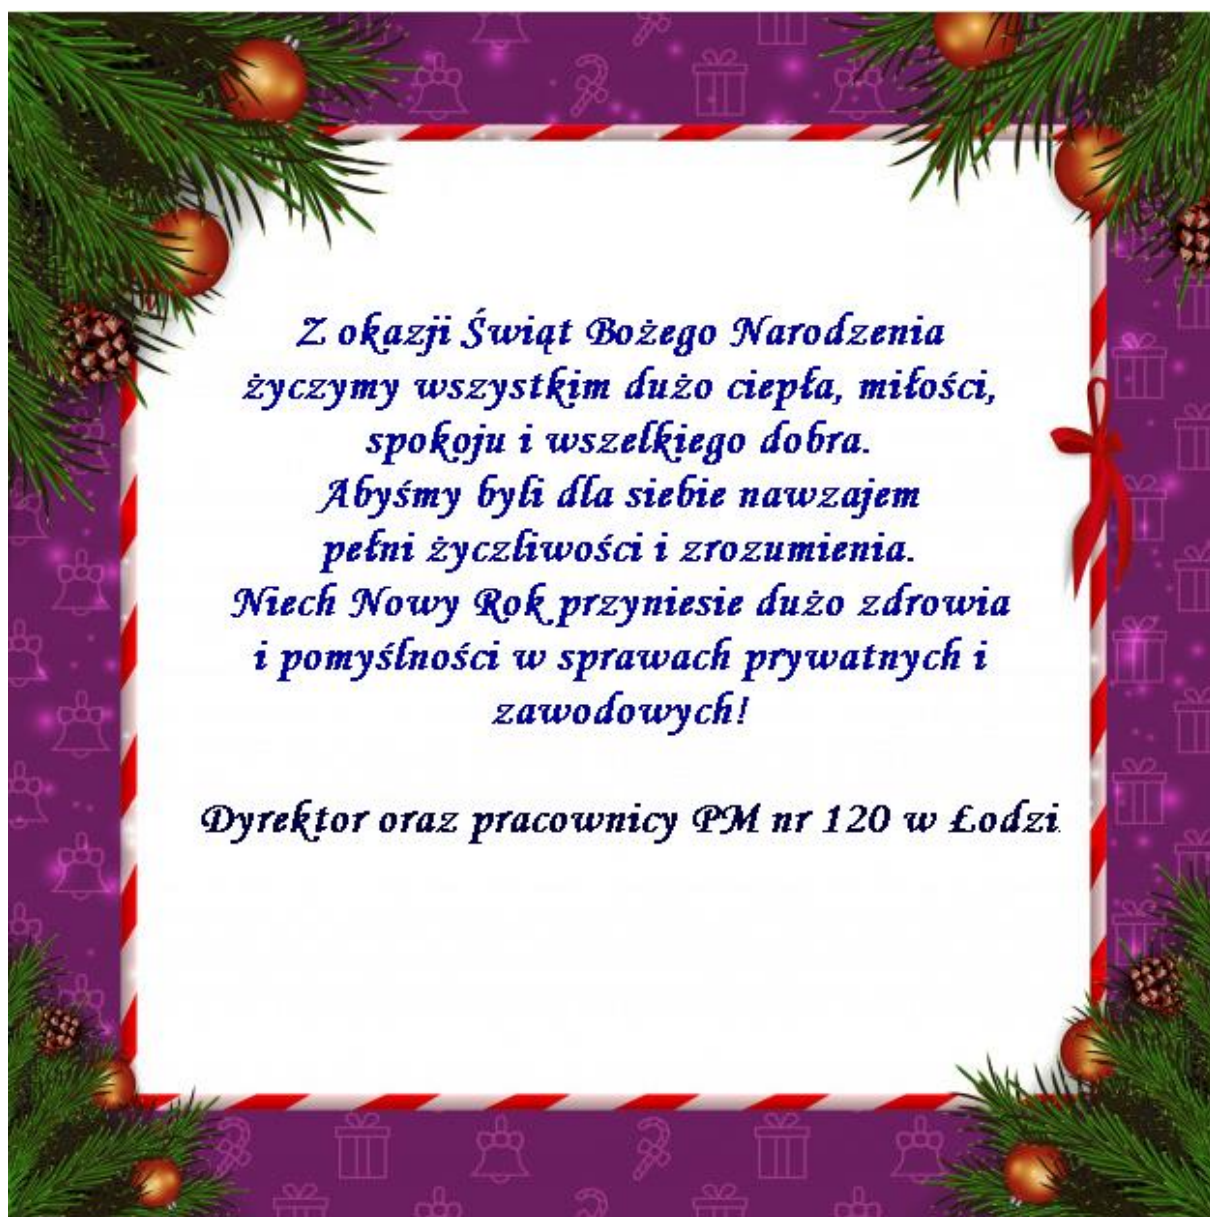 Z okazji Świąt Bożego Narodzenia
życzymy wszystkim dużo ciepła, miłości,
spokoju i wszelkiego dobra.
Abyśmy byli dla siebie nawzajem
pełni życzliwości i zrozumienia.
Niech Nowy Rok przyniesie dużo zdrowia
i pomyślności w sprawach prywatnych i
zawodowych!
Dyrektor oraz pracownicy PM nr 120 w Łodzi